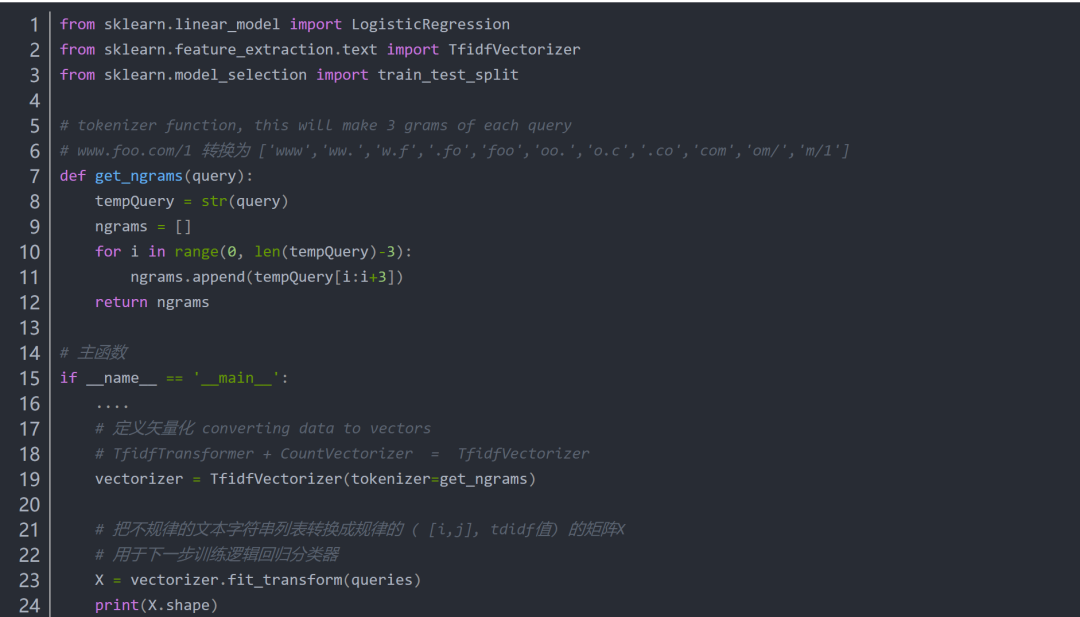 1 from sklearn.linear_model import LogisticRegression
2 from sklearn.feature_extraction.text import TfidfVectorizer
3 from sklearn.model_selection import train_test_split
4
5 # tokenizer function, this will make 3 grams of each query
6 # www.foo.com/1 转换为 ['www','ww.','w.f','.fo','foo','oo.','o.c','.co','com','om/','m/1']
7 def get_ngrams(query):
8     tempQuery = str(query)
9     ngrams = []
10     for i in range(0, len(tempQuery)-3):
11         ngrams.append(tempQuery[i:i+3])
12     return ngrams
13
14 # 主函数
15 if __name__ == '__main__':
16     ....
17     # 定义矢量化 converting data to vectors
18     # TfidfTransformer + CountVectorizer  =  TfidfVectorizer
19     vectorizer = TfidfVectorizer(tokenizer=get_ngrams)
20
21     # 把不规律的文本字符串列表转换成规律的 ( [i,j], tdidf值) 的矩阵X
22     # 用于下一步训练逻辑回归分类器
23     X = vectorizer.fit_transform(queries)
24     print(X.shape)